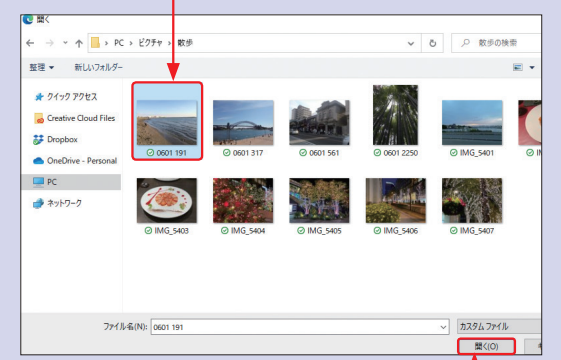 開く
PC › ピクチャ › 散歩
散歩の検索
整理 新しいフォルダー
クイック アクセス
Creative Cloud Files
Dropbox
OneDrive - Personal
PC
ネットワーク
0601 191
0601 317
0601 561
0601 2250
IMG_5401
IMG_5403
IMG_5404
IMG_5405
IMG_5406
IMG_5407
ファイル名(N): 0601 191
カスタム ファイル
開く(O)